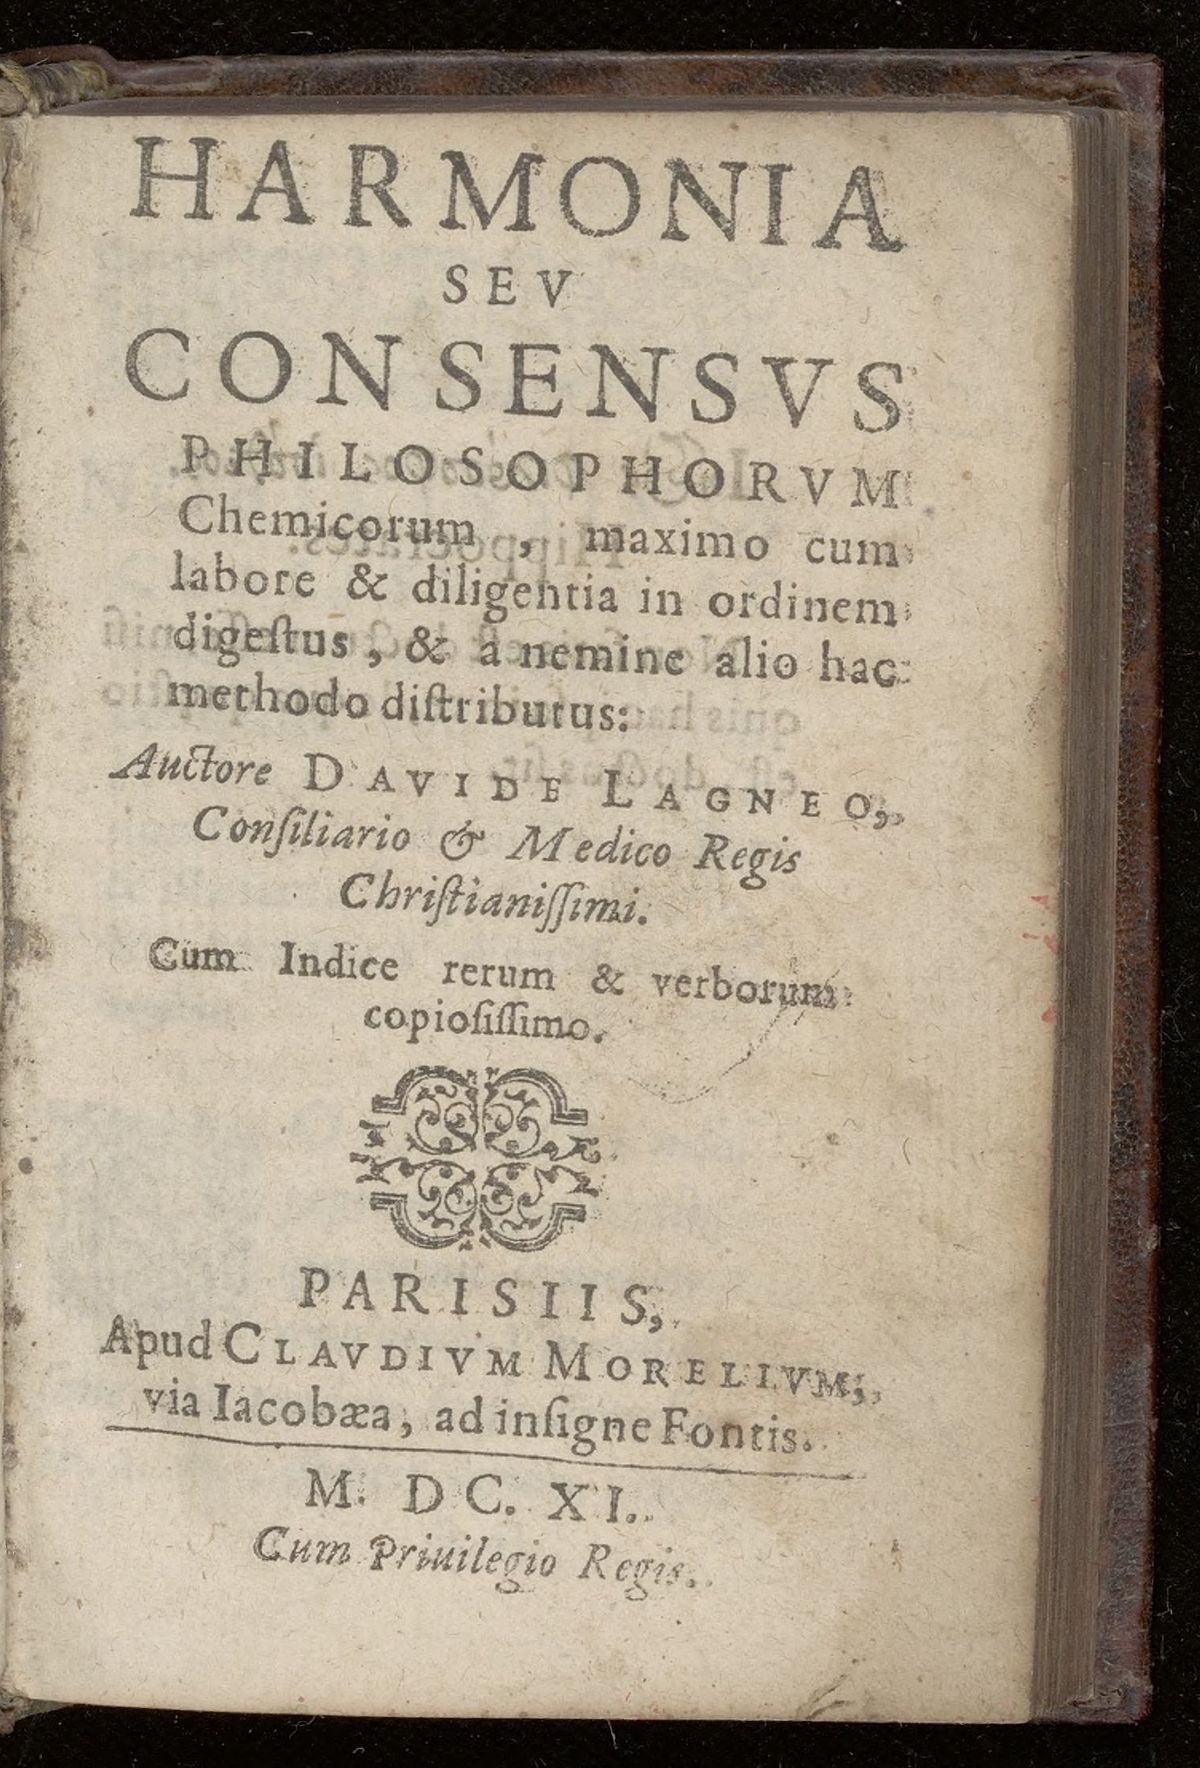 HARMONIA
SEV
CONSENSVS
PHILOSOPHORVM
Chemicorum, maximo cum
labore & diligentia in ordinem
digeſtus, & a nemine alio hac
methodo diſtributus:
Auctore DAVIDE LAGNEO,
Conſiliario & Medico Regis
Chriſtianiſſimi.
Cum Indice rerum & verborum
copioſiſſimo.
PARISIIS,
Apud CLAVDIVM MORELLVM,
via Iacobæa, ad inſigne Fontis.
M. DC. XI.
Cum Priuilegio Regis.